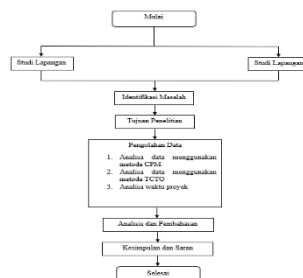 Mulai
Studi Lapangan
Studi Lapangan
Identifikasi Masalah
Tujuan Penelitian
Pengolahan Data
1. Analisa data menggunakan
metode CPM
2. Analisa data menggunakan
metode TCTO
3. Analisa waktu proyek
Analisis dan Pembahasan
Kesimpulan dan Saran
Selesai